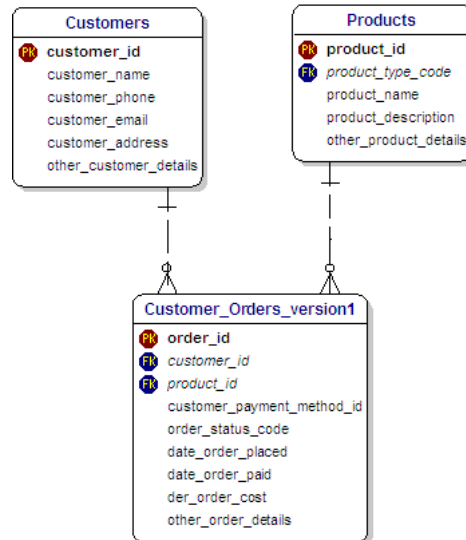 Customers
PK customer_id
customer_name
customer_phone
customer_email
customer_address
other_customer_details
Products
PK product_id
FK product_type_code
product_name
product_description
other_product_details
Customer_Orders_version1
PK order_id
FK customer_id
FK product_id
customer_payment_method_id
order_status_code
date_order_placed
date_order_paid
der_order_cost
other_order_details